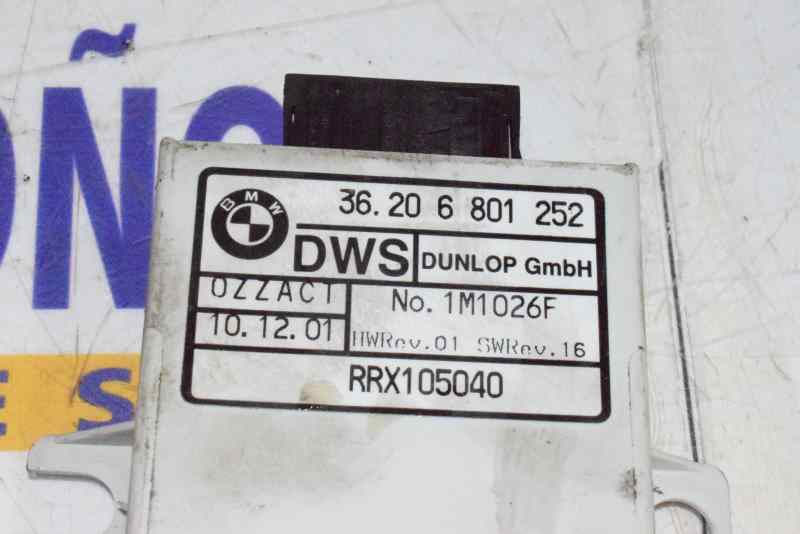 OÑO
E S
BMW
36.20 6 801 252
DWS
DUNLOP GmbH
OZZACT
No. 1M1026F
10.12.01
HWRev.01 SWRev.16
RRX105040